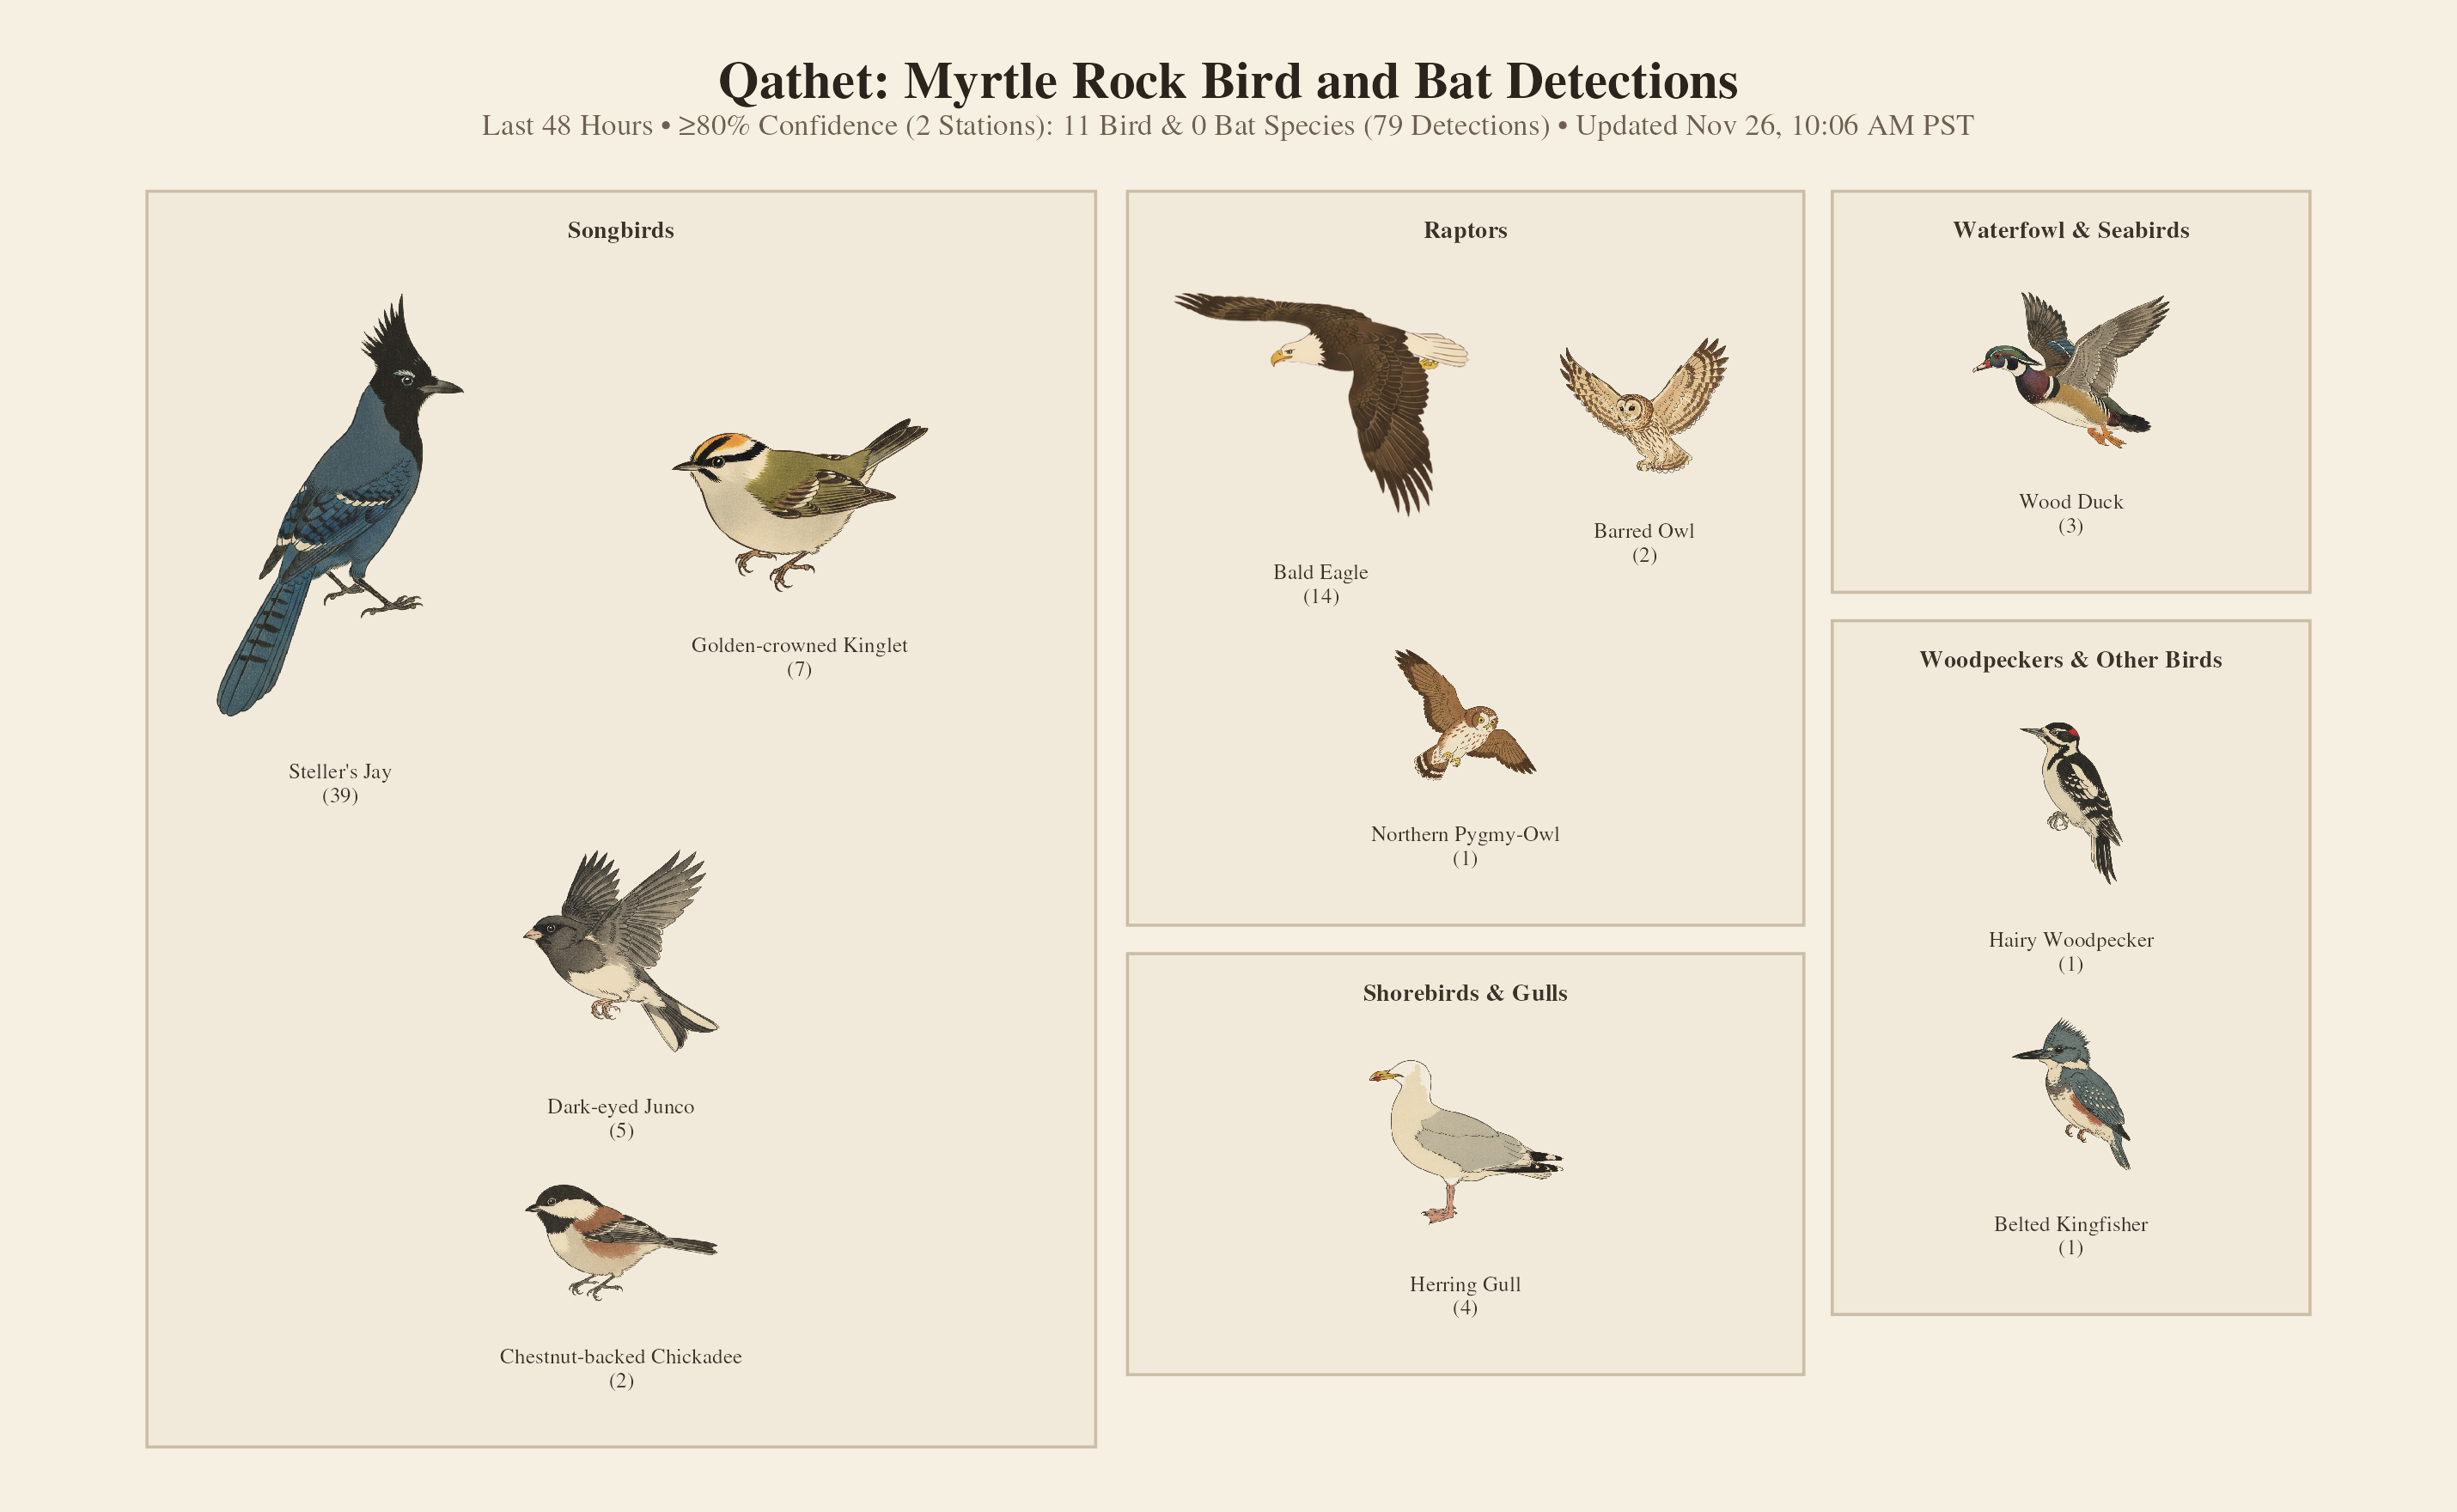 Qathet: Myrtle Rock Bird and Bat Detections
Last 48 Hours • ≥80% Confidence (2 Stations): 11 Bird & 0 Bat Species (79 Detections) • Updated Nov 26, 10:06 AM PST
Songbirds
Steller's Jay
(39)
Golden-crowned Kinglet
(7)
Dark-eyed Junco
(5)
Chestnut-backed Chickadee
(2)
Raptors
Bald Eagle
(14)
Barred Owl
(2)
Northern Pygmy-Owl
(1)
Shorebirds & Gulls
Herring Gull
(4)
Waterfowl & Seabirds
Wood Duck
(3)
Woodpeckers & Other Birds
Hairy Woodpecker
(1)
Belted Kingfisher
(1)